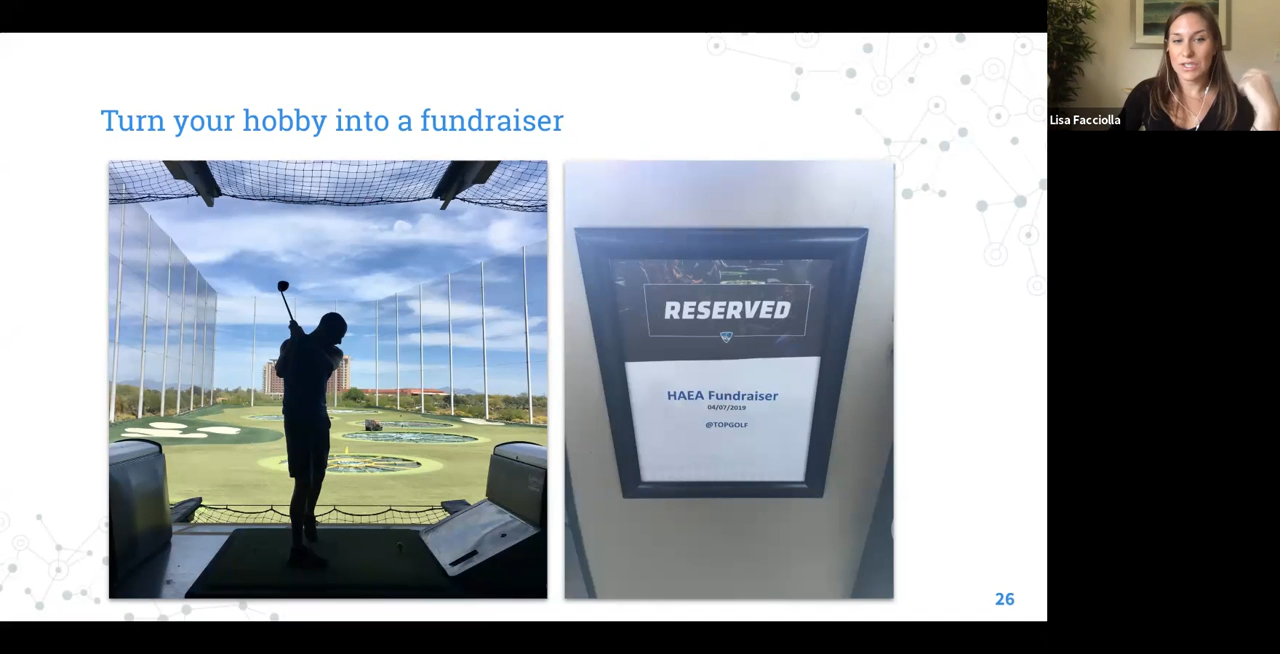 Turn your hobby into a fundraiser
RESERVED
HAEA Fundraiser
04/07/2019
@TOPGOLF
26
Lisa Facciolla